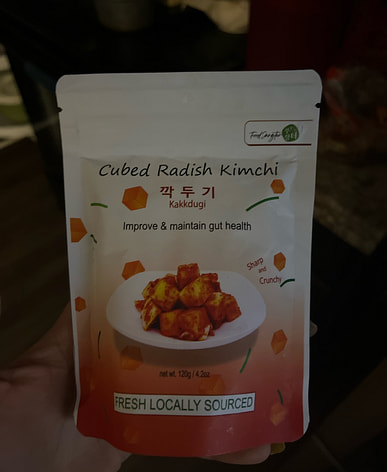 Cubed Radish Kimchi
깍두기
Kakkdugi
Improve & maintain gut health
Sharp
and
Crunchy
net wt. 120g / 4.2oz
FRESH LOCALLY SOURCED